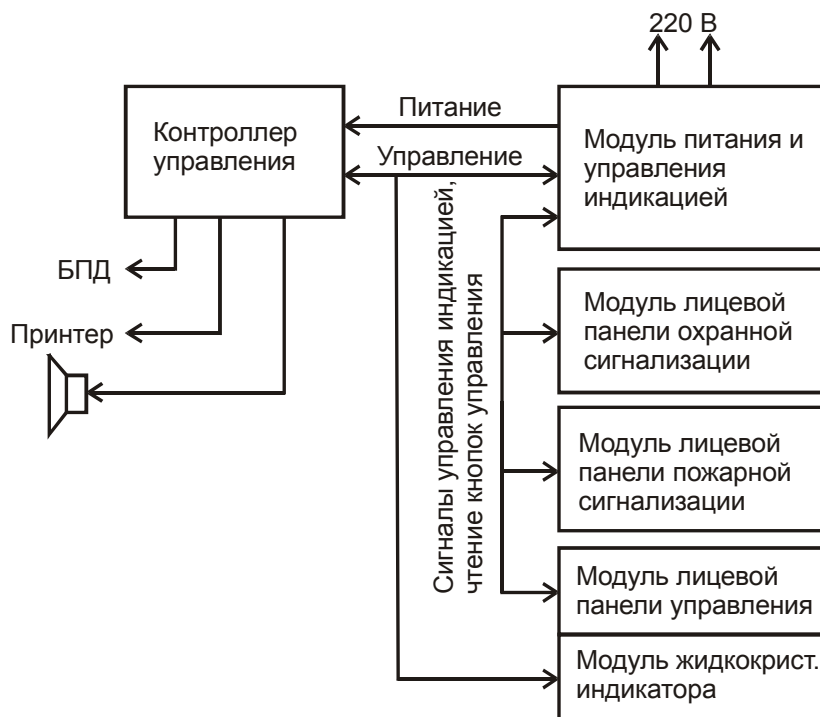 220 В
Контроллер
управления
Питание
Управление
Модуль питания и
управления
индикацией
БПД
Принтер
Сигналы управления индикацией,
чтение кнопок управления
Модуль лицевой
панели охранной
сигнализации
Модуль лицевой
панели пожарной
сигнализации
Модуль лицевой
панели управления
Модуль жидкокрист.
индикатора